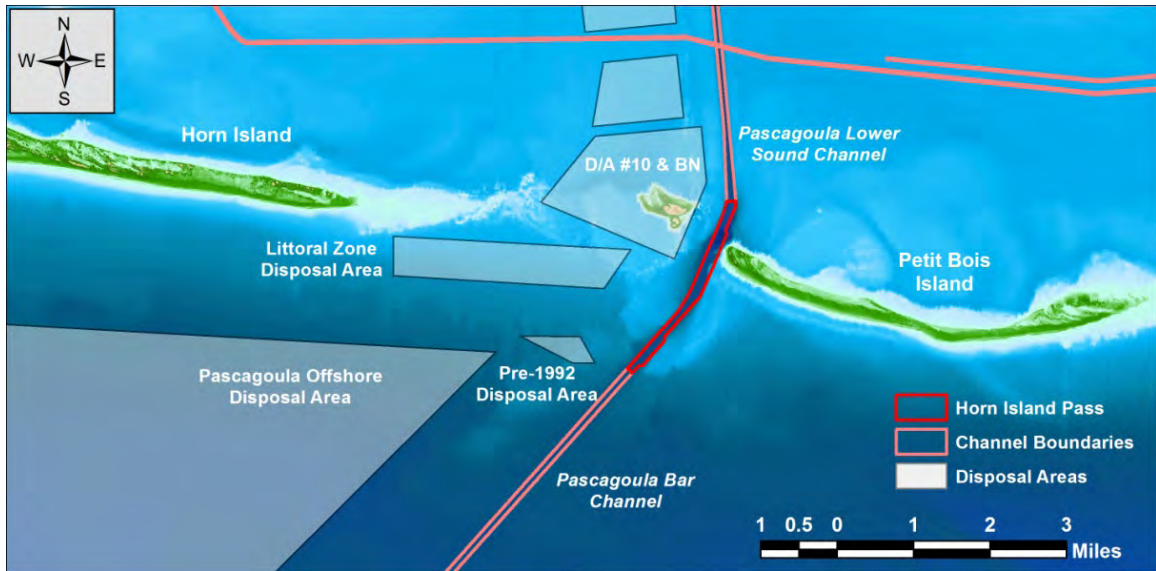 N
W E
S
Horn Island
D/A #10 & BN
Pascagoula Lower
Sound Channel
Littoral Zone
Disposal Area
Petit Bois
Island
Pascagoula Offshore
Disposal Area
Pre-1992
Disposal Area
Pascagoula Bar
Channel
Horn Island Pass
Channel Boundaries
Disposal Areas
1 0.5 0 1 2 3
Miles